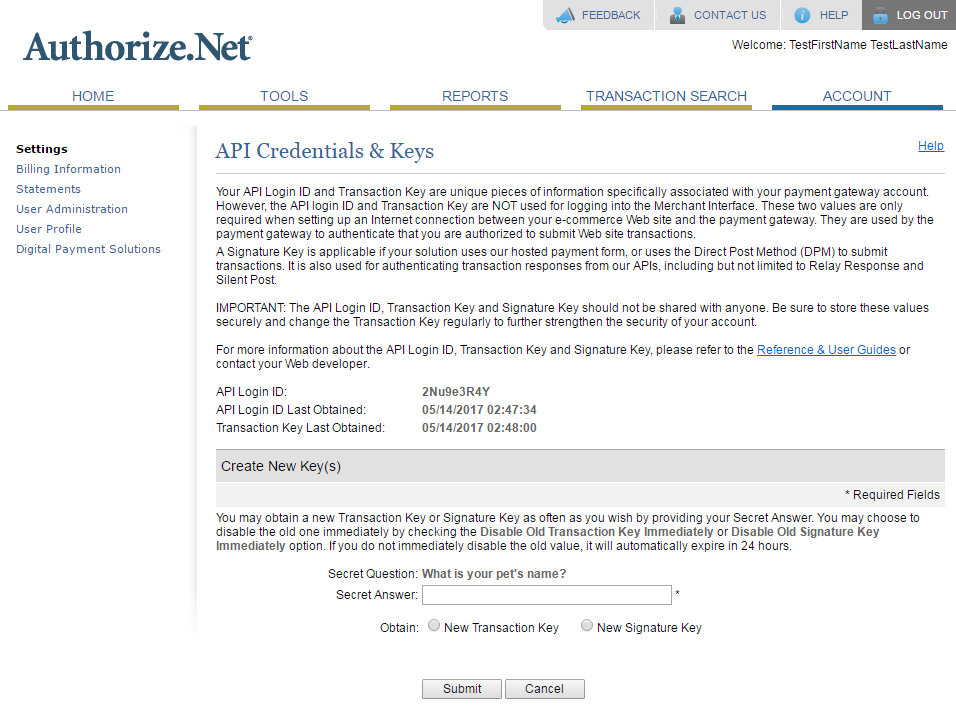 FEEDBACK CONTACT US HELP LOG OUT
Authorize.Net®
Welcome: TestFirstName TestLastName
HOME TOOLS REPORTS TRANSACTION SEARCH ACCOUNT
Settings
Billing Information
Statements
User Administration
User Profile
Digital Payment Solutions
API Credentials & Keys
Help
Your API Login ID and Transaction Key are unique pieces of information specifically associated with your payment gateway account.
However, the API login ID and Transaction Key are NOT used for logging into the Merchant Interface. These two values are only
required when setting up an Internet connection between your e-commerce Web site and the payment gateway. They are used by the
payment gateway to authenticate that you are authorized to submit Web site transactions.
A Signature Key is applicable if your solution uses our hosted payment form, or uses the Direct Post Method (DPM) to submit
transactions. It is also used for authenticating transaction responses from our APIs, including but not limited to Relay Response and
Silent Post.
IMPORTANT: The API Login ID, Transaction Key and Signature Key should not be shared with anyone. Be sure to store these values
securely and change the Transaction Key regularly to further strengthen the security of your account.
For more information about the API Login ID, Transaction Key and Signature Key, please refer to the Reference & User Guides or
contact your Web developer.
API Login ID: 2Nu9e3R4Y
API Login ID Last Obtained: 05/14/2017 02:47:34
Transaction Key Last Obtained: 05/14/2017 02:48:00
Create New Key(s)
* Required Fields
You may obtain a new Transaction Key or Signature Key as often as you wish by providing your Secret Answer. You may choose to
disable the old one immediately by checking the Disable Old Transaction Key Immediately or Disable Old Signature Key
Immediately option. If you do not immediately disable the old value, it will automatically expire in 24 hours.
Secret Question: What is your pet's name?
Secret Answer: *
Obtain: New Transaction Key New Signature Key
Submit Cancel